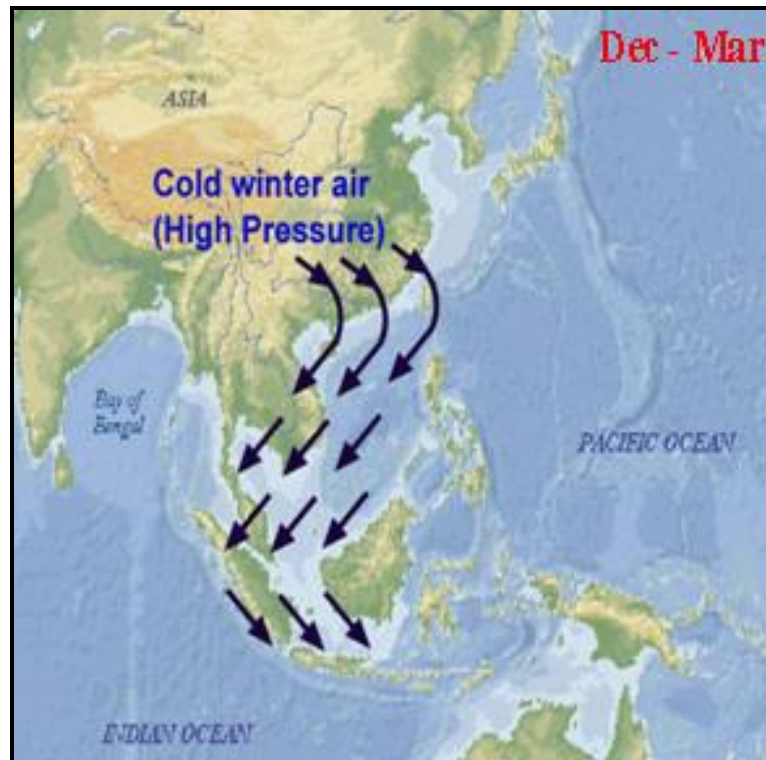 Dec - Mar
ASIA
Cold winter air
(High Pressure)
Bay of
Bengal
PACIFIC OCEAN
INDIAN OCEAN